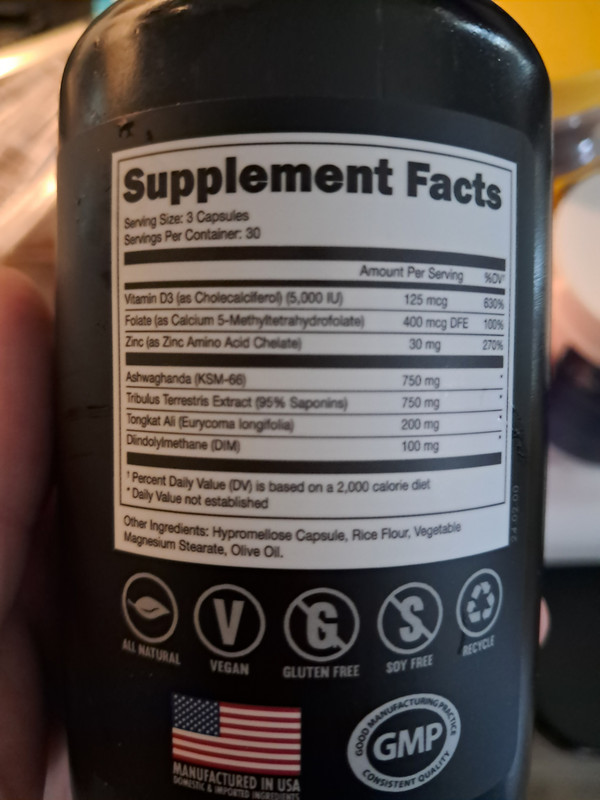 Supplement Facts
Serving Size: 3 Capsules
Servings Per Container: 30
Amount Per Serving %DV†
Vitamin D3 (as Cholecalciferol) (5,000 IU) 125 mcg 630%
Folate (as Calcium 5-Methyltetrahydrofolate) 400 mcg DFE 100%
Zinc (as Zinc Amino Acid Chelate) 30 mg 270%
Ashwaghanda (KSM-66) 750 mg *
Tribulus Terrestris Extract (95% Saponins) 750 mg *
Tongkat Ali (Eurycoma longifolia) 200 mg *
Diindolylmethane (DIM) 100 mg *
† Percent Daily Value (DV) is based on a 2,000 calorie diet
* Daily Value not established
Other Ingredients: Hypromellose Capsule, Rice Flour, Vegetable
Magnesium Stearate, Olive Oil.
V G S
ALL NATURAL VEGAN GLUTEN FREE SOY FREE RECYCLE
MANUFACTURED IN USA
DOMESTIC & IMPORTED INGREDIENTS
GOOD MANUFACTURING PRACTICE
GMP
CONSISTENT QUALITY